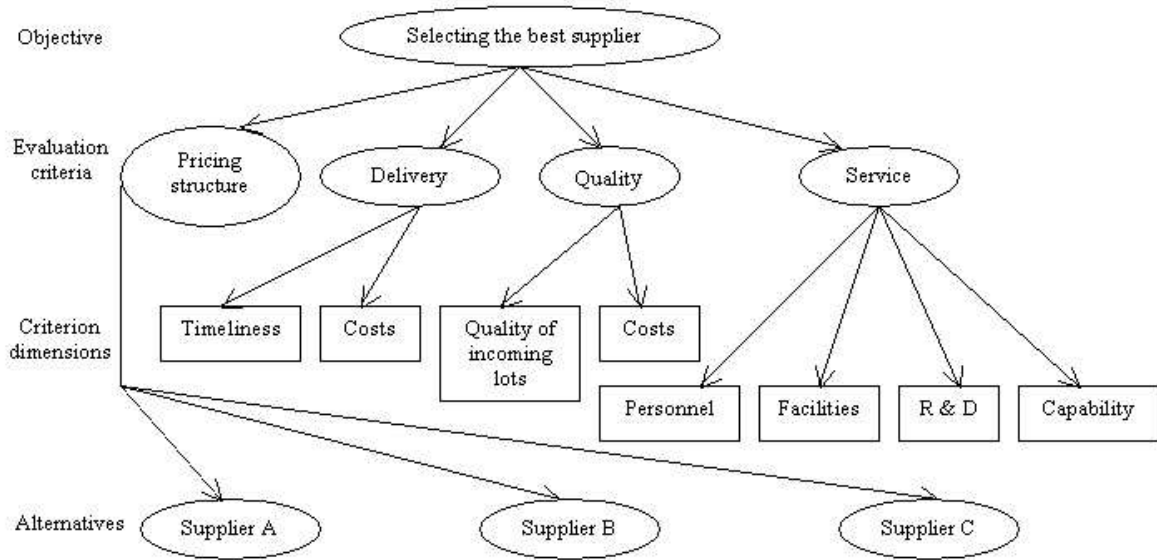 Objective
Selecting the best supplier
Evaluation
criteria
Pricing
structure
Delivery
Quality
Service
Criterion
dimensions
Timeliness
Costs
Quality of
incoming
lots
Costs
Personnel
Facilities
R & D
Capability
Alternatives
Supplier A
Supplier B
Supplier C